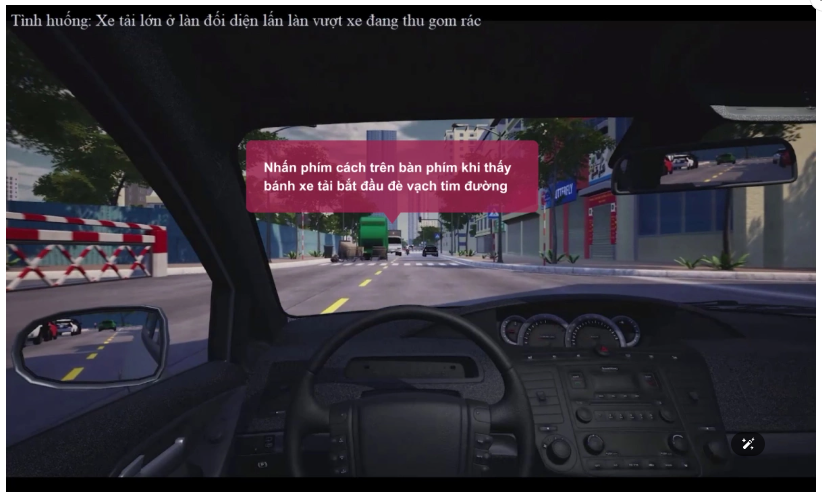 Tình huống: Xe tải lớn ở làn đối diện lấn làn vượt xe đang thu gom rác
Nhấn phím cách trên bàn phím khi thấy
bánh xe tải bắt đầu đè vạch tim đường